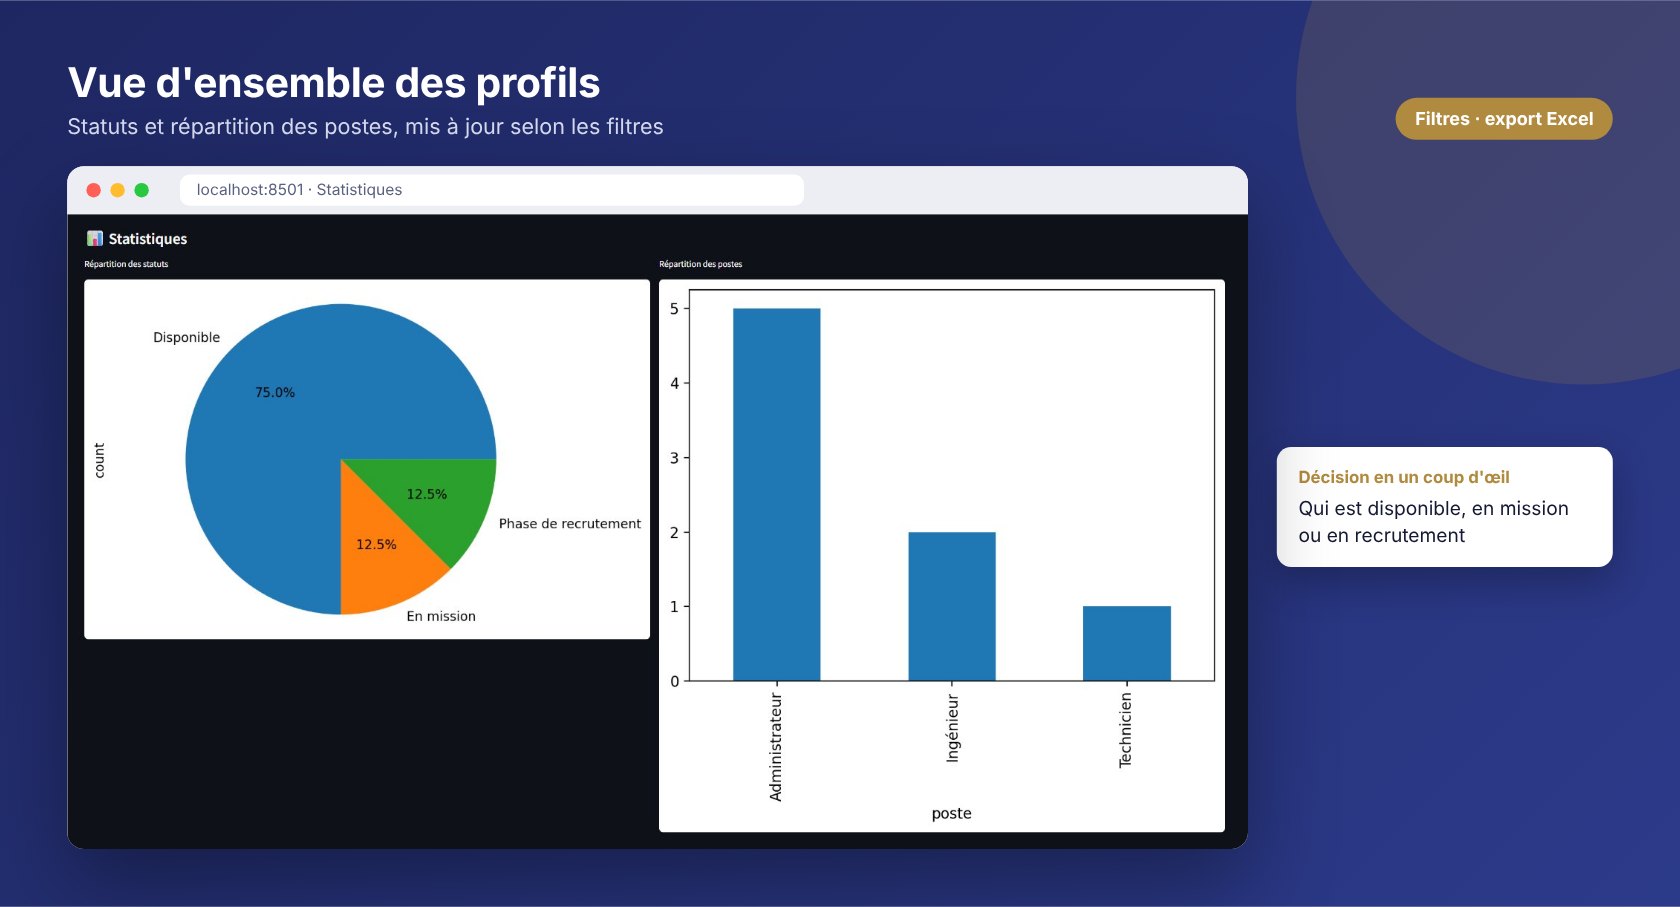 Vue d'ensemble des profils
Statuts et répartition des postes, mis à jour selon les filtres
Filtres · export Excel
localhost:8501 · Statistiques
Statistiques
Répartition des statuts
Disponible
75.0%
12.5%
Phase de recrutement
12.5%
En mission
count
Répartition des postes
5
4
3
2
1
0
Administrateur
Ingénieur
Technicien
poste
Décision en un coup d'œil
Qui est disponible, en mission
ou en recrutement